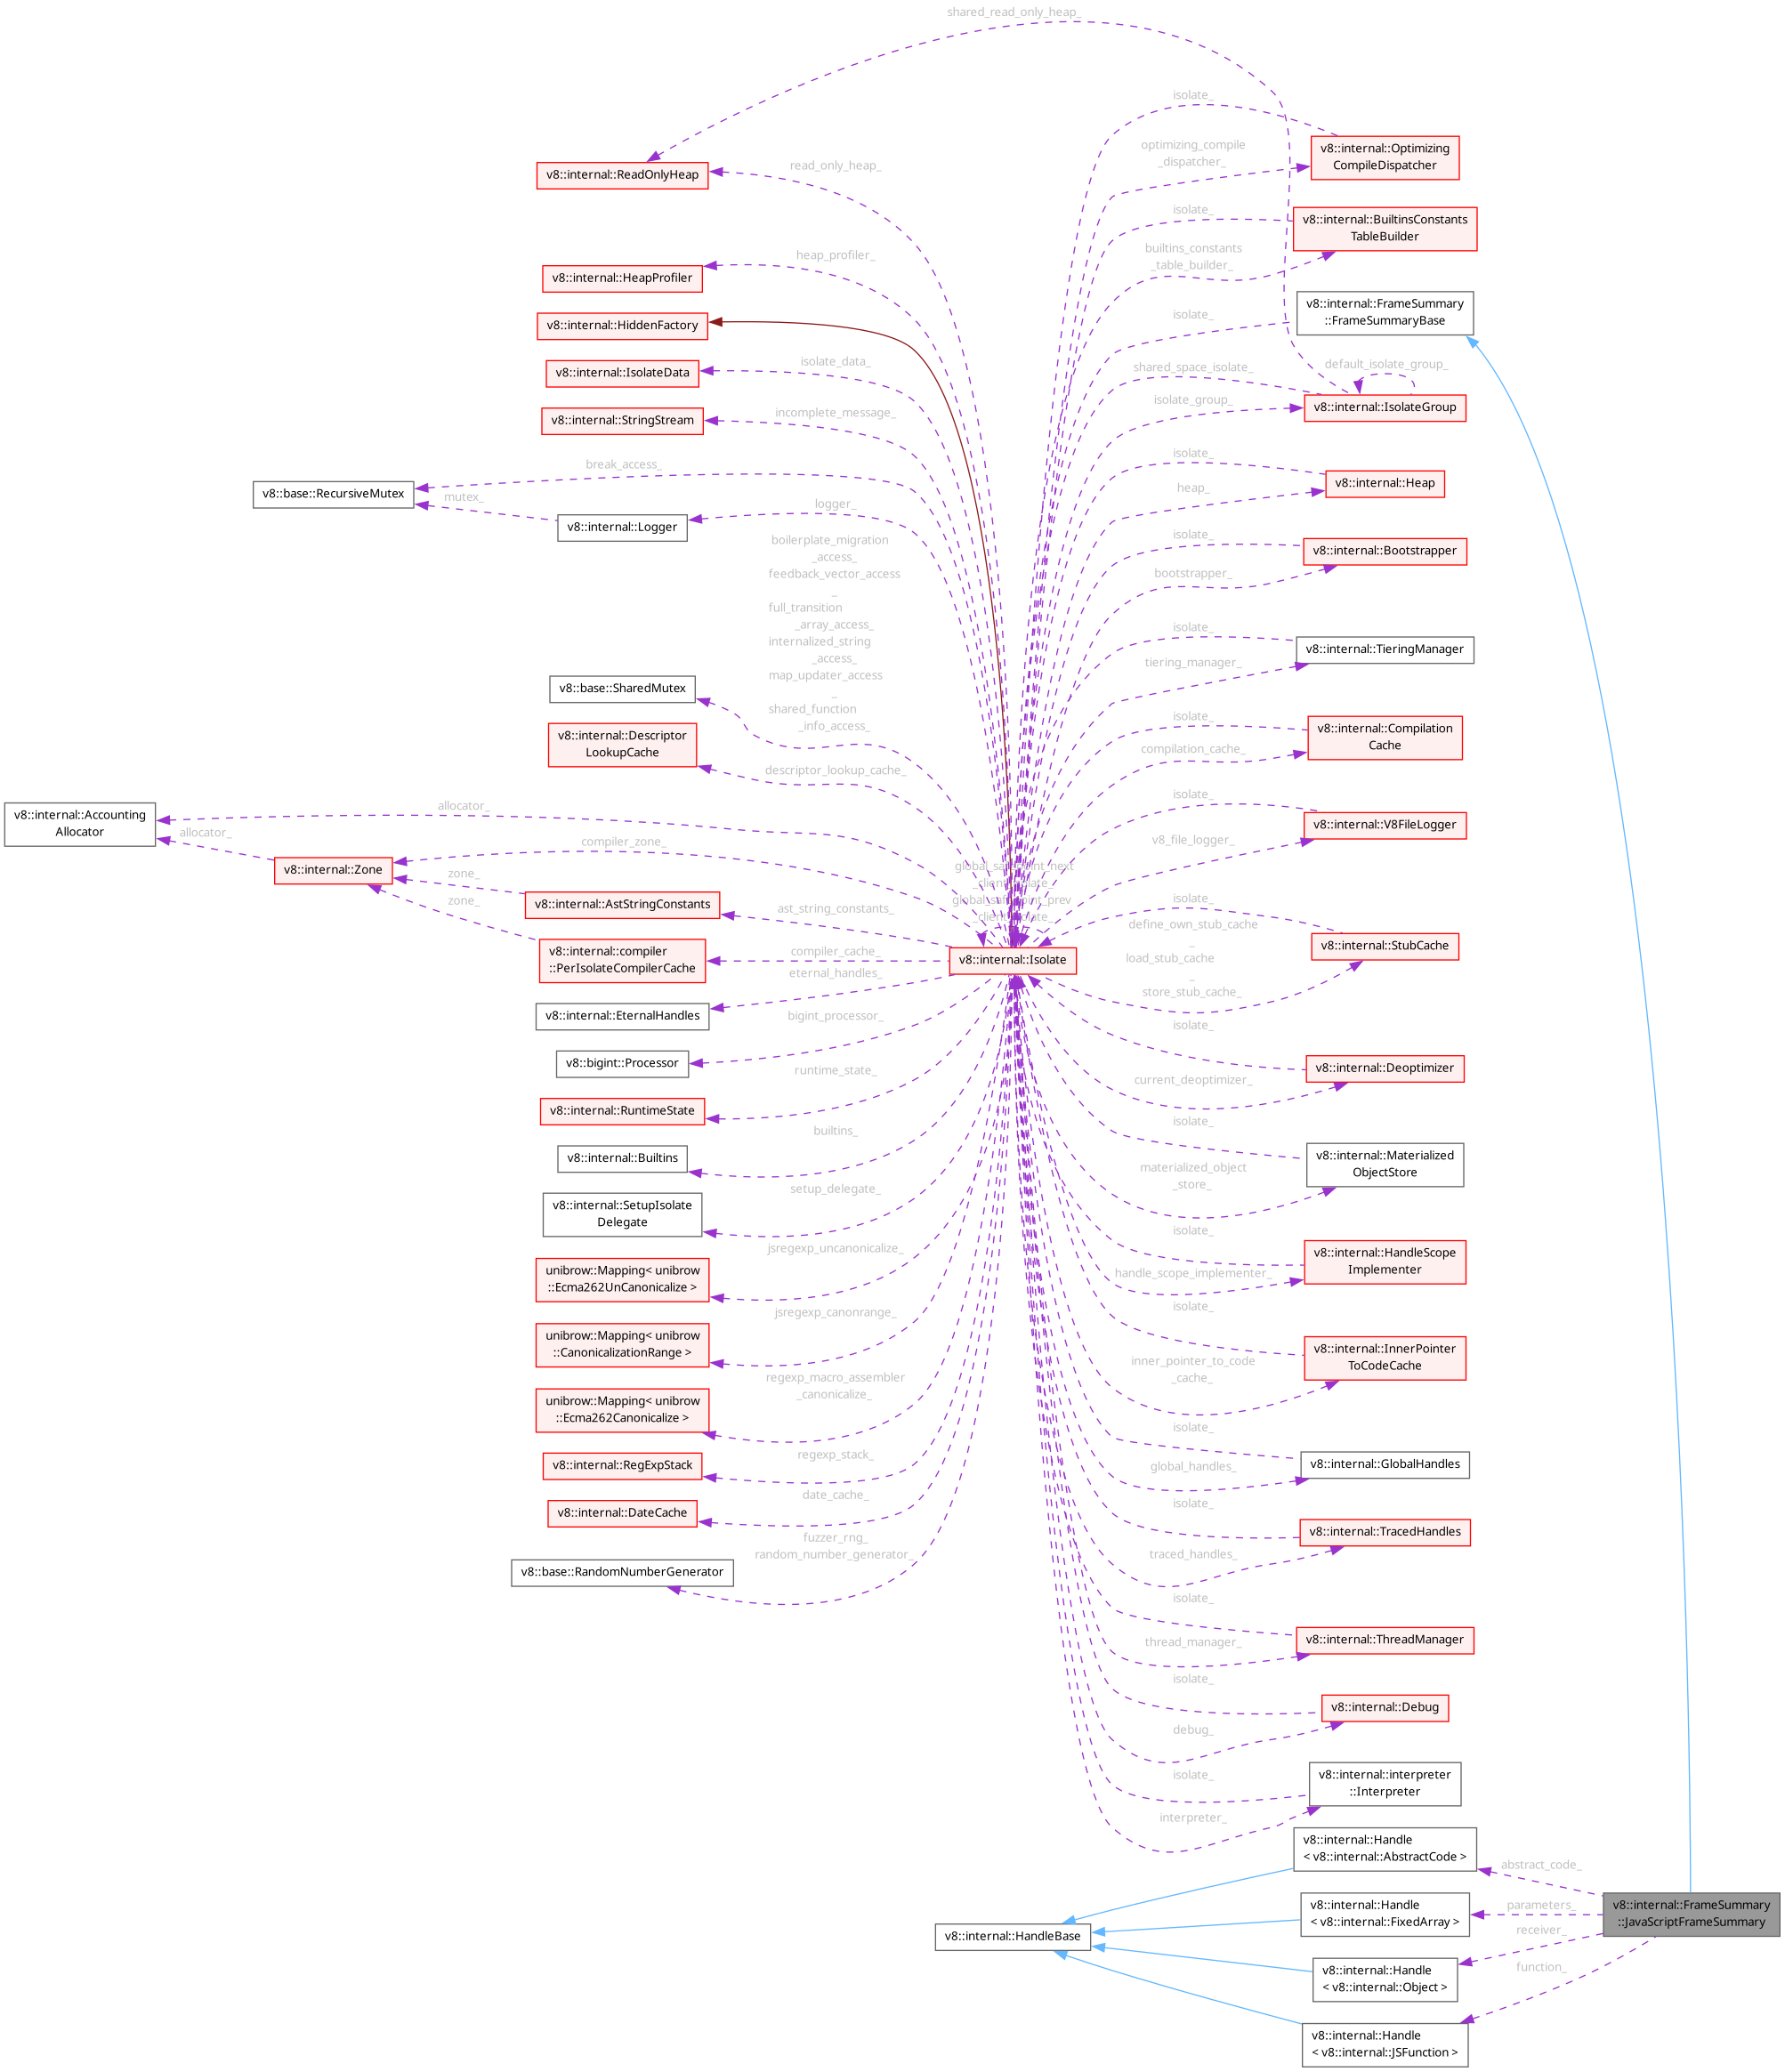 shared_read_only_heap_
isolate_
v8::internal::Optimizing
CompileDispatcher
optimizing_compile
_dispatcher_
v8::internal::ReadOnlyHeap
read_only_heap_
isolate_
v8::internal::BuiltinsConstants
TableBuilder
builtins_constants
_table_builder_
v8::internal::HeapProfiler
heap_profiler_
v8::internal::FrameSummary
::FrameSummaryBase
isolate_
v8::internal::HiddenFactory
v8::internal::IsolateData
isolate_data_
shared_space_isolate_
default_isolate_group_
v8::internal::IsolateGroup
isolate_group_
v8::internal::StringStream
incomplete_message_
isolate_
v8::internal::Heap
heap_
break_access_
v8::base::RecursiveMutex
mutex_
v8::internal::Logger
logger_
isolate_
v8::internal::Bootstrapper
bootstrapper_
boilerplate_migration
_access_
feedback_vector_access
_
full_transition
_array_access_
internalized_string
_access_
map_updater_access
_
shared_function
_info_access_
isolate_
v8::internal::TieringManager
tiering_manager_
v8::base::SharedMutex
v8::internal::Descriptor
LookupCache
descriptor_lookup_cache_
isolate_
v8::internal::Compilation
Cache
compilation_cache_
v8::internal::Accounting
Allocator
allocator_
allocator_
isolate_
v8::internal::V8FileLogger
v8_file_logger_
compiler_zone_
v8::internal::Zone
zone_
zone_
v8::internal::AstStringConstants
ast_string_constants_
global_safepoint_next
_client_isolate_
global_safepoint_prev
_client_isolate_
v8::internal::Isolate
isolate_
define_own_stub_cache
_
load_stub_cache
_
store_stub_cache_
v8::internal::StubCache
v8::internal::compiler
::PerIsolateCompilerCache
compiler_cache_
v8::internal::EternalHandles
eternal_handles_
v8::bigint::Processor
bigint_processor_
isolate_
v8::internal::Deoptimizer
current_deoptimizer_
v8::internal::RuntimeState
runtime_state_
v8::internal::Builtins
builtins_
isolate_
v8::internal::Materialized
ObjectStore
materialized_object
_store_
v8::internal::SetupIsolate
Delegate
setup_delegate_
isolate_
v8::internal::HandleScope
Implementer
handle_scope_implementer_
unibrow::Mapping< unibrow
::Ecma262UnCanonicalize >
jsregexp_uncanonicalize_
unibrow::Mapping< unibrow
::CanonicalizationRange >
jsregexp_canonrange_
isolate_
v8::internal::InnerPointer
ToCodeCache
inner_pointer_to_code
_cache_
unibrow::Mapping< unibrow
::Ecma262Canonicalize >
regexp_macro_assembler
_canonicalize_
isolate_
v8::internal::GlobalHandles
global_handles_
v8::internal::RegExpStack
regexp_stack_
v8::internal::DateCache
date_cache_
isolate_
v8::internal::TracedHandles
traced_handles_
v8::base::RandomNumberGenerator
fuzzer_rng_
random_number_generator_
isolate_
v8::internal::ThreadManager
thread_manager_
isolate_
v8::internal::Debug
debug_
isolate_
v8::internal::interpreter
::Interpreter
interpreter_
v8::internal::Handle
< v8::internal::AbstractCode >
abstract_code_
v8::internal::Handle
< v8::internal::FixedArray >
parameters_
v8::internal::FrameSummary
::JavaScriptFrameSummary
v8::internal::HandleBase
receiver_
v8::internal::Handle
< v8::internal::Object >
function_
v8::internal::Handle
< v8::internal::JSFunction >